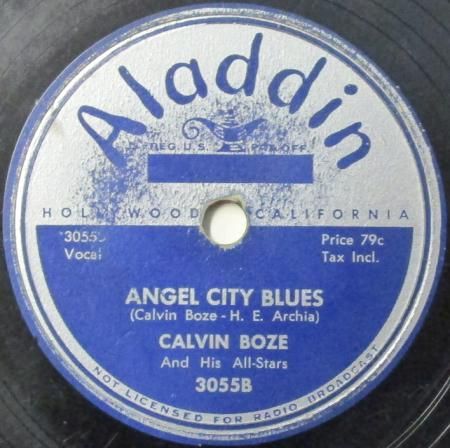 Aladdin
REG U.S. PAT. OFF.
HOLLYWOOD CALIFORNIA
Price 79c
Vocal
Tax Incl.
ANGEL CITY BLUES
(Calvin Boze - H. E. Archia)
CALVIN BOZE
And His All-Stars
3055B
NOT LICENSED FOR RADIO BROADCAST